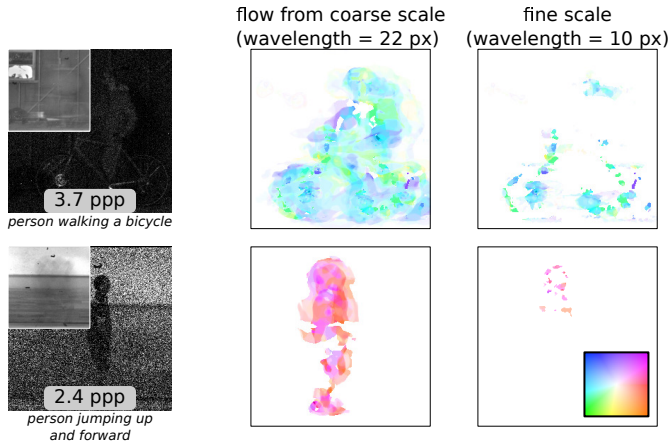 flow from coarse scale
(wavelength = 22 px)
fine scale
(wavelength = 10 px)
3.7 ppp
person walking a bicycle
2.4 ppp
person jumping up
and forward